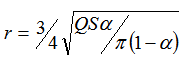 r = 3/4 √(QSα/π(1−α))